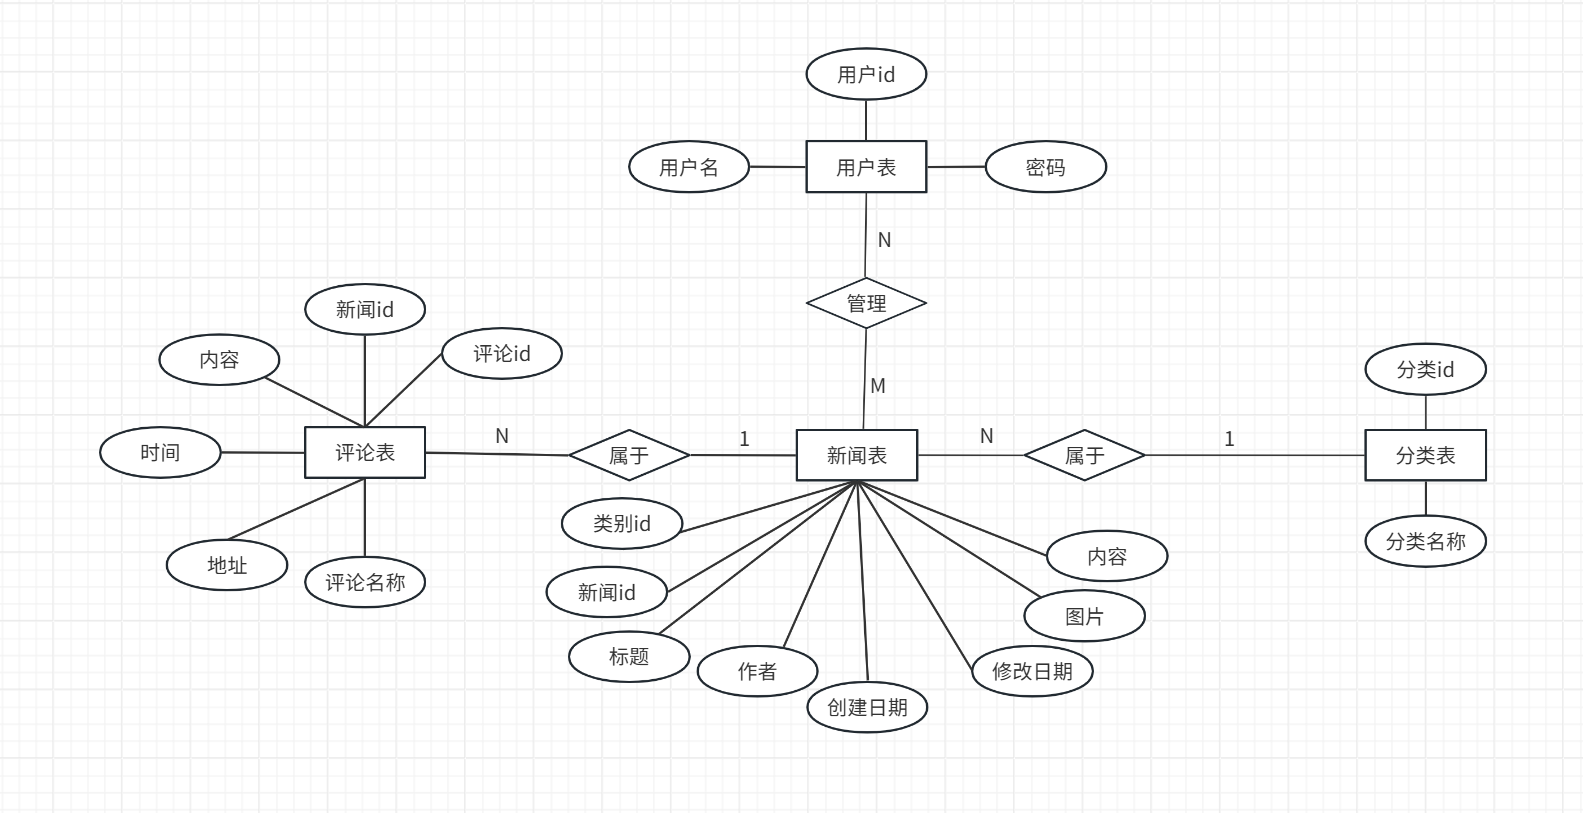 用户id
用户名
用户表
密码
N
管理
新闻id
评论id
内容
分类id
M
时间
评论表
N
属于
1
新闻表
N
属于
1
分类表
类别id
内容
分类名称
地址
评论名称
新闻id
图片
标题
作者
修改日期
创建日期